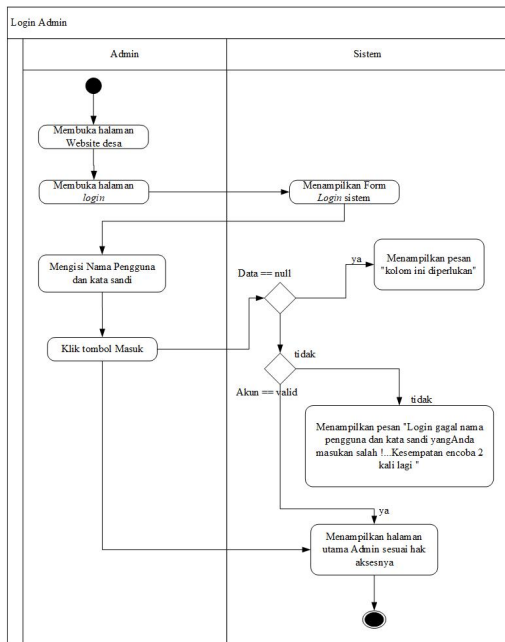 Login Admin
Admin
Sistem
Membuka halaman
Website desa
Membuka halaman
login
Menampilkan Form
Login sistem
Mengisi Nama Pengguna
dan kata sandi
Data == null
ya
Menampilkan pesan
"kolom ini diperlukan"
Klik tombol Masuk
tidak
Akun == valid
tidak
Menampilkan pesan "Login gagal nama
pengguna dan kata sandi yangAnda
masukan salah !...Kesempatan encoba 2
kali lagi "
ya
Menampilkan halaman
utama Admin sesuai hak
aksesnya